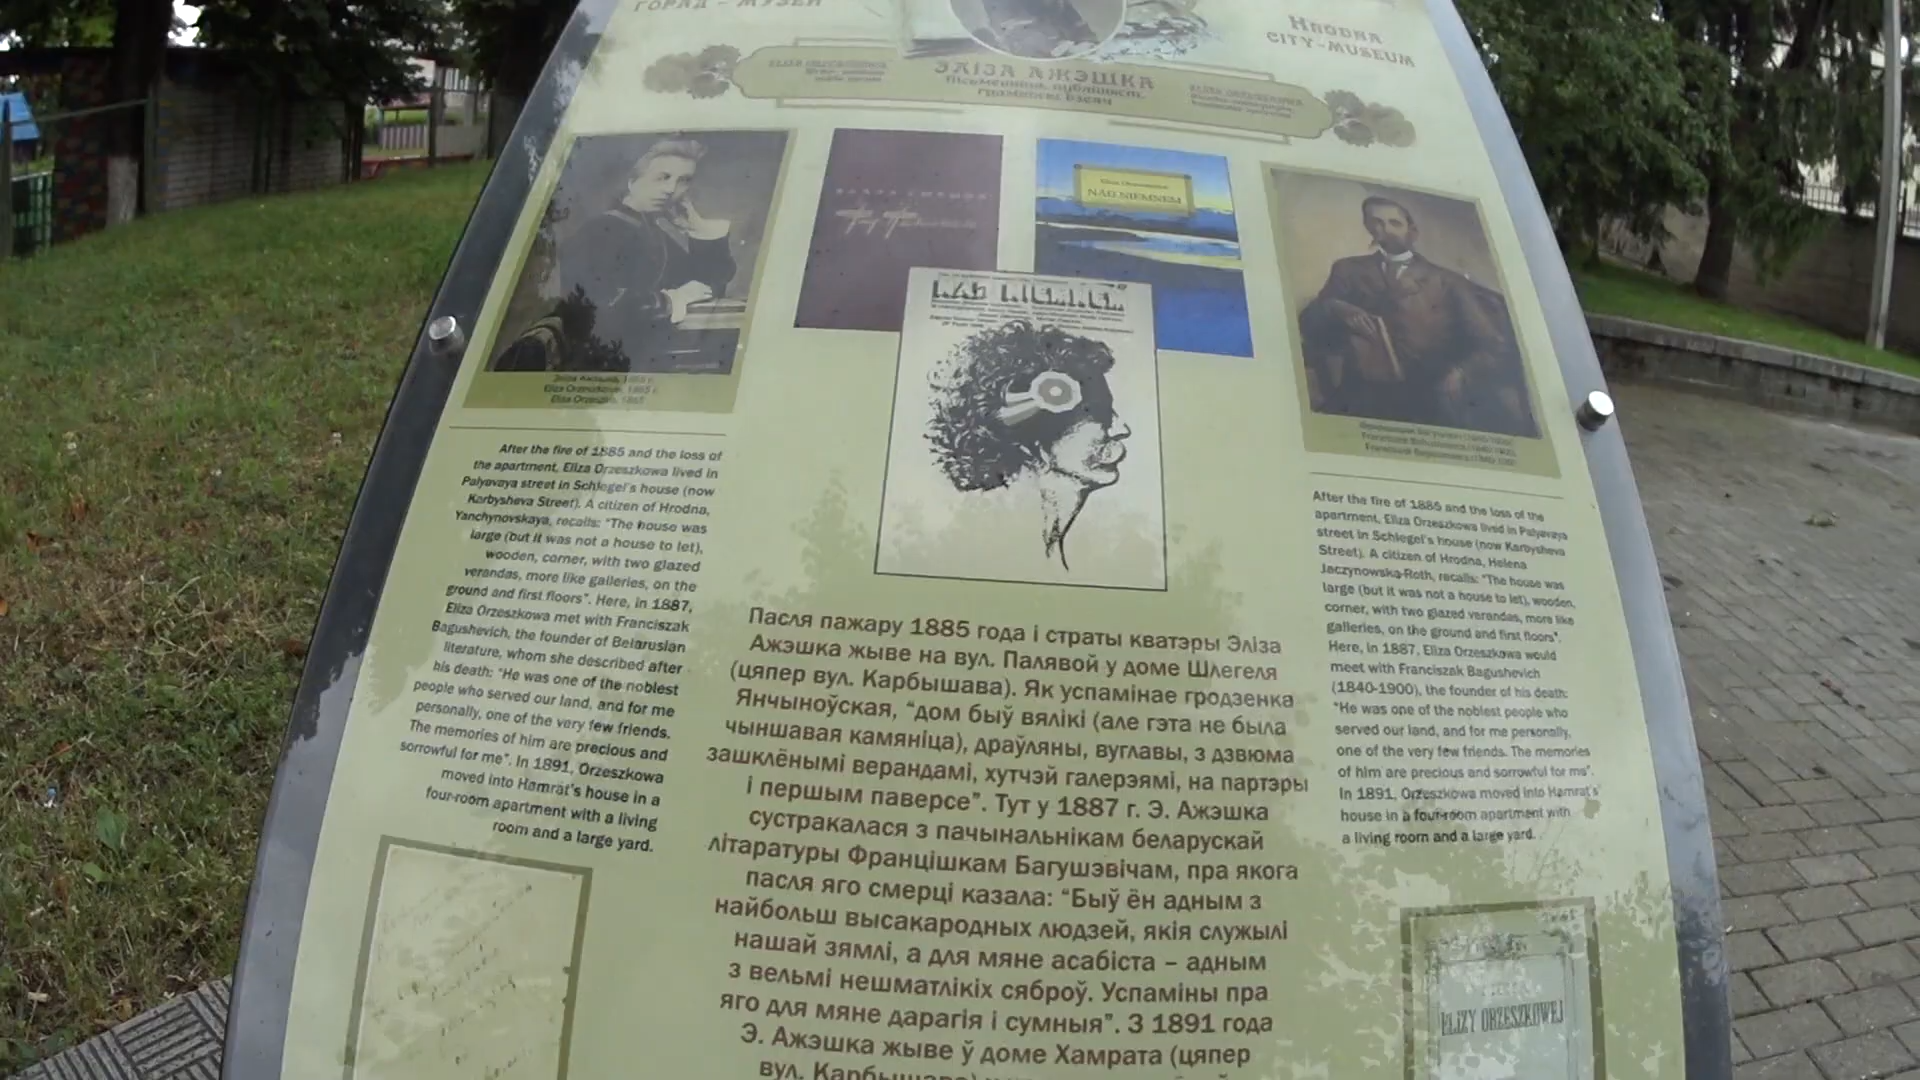 ГОРАД – МУЗЕЙ
HRODNA
CITY-MUSEUM
ЭЛІЗА АЖЭШКА
Пісьменніца, публіцыст,
грамадскі дзеяч
Eliza Orzeszkowa
NAD NIEMNEM
NAD NIEMNEM
Эліза Ажэшка,
Eliza Orzeszkowa,
After the fire of 1885 and the loss of
the apartment, Eliza Orzeszkowa lived in
Palyavaya street in Schlegel's house (now
Karbysheva Street). A citizen of Hrodna,
Yanchynovskaya, recalls: "The house was
large (but it was not a house to let),
wooden, corner, with two glazed
verandas, more like galleries, on the
ground and first floors". Here, in 1887,
Eliza Orzeszkowa met with Franciszak
Bagushevich, the founder of Belarusian
literature, whom she described after
his death: "He was one of the noblest
people who served our land, and for me
personally, one of the very few friends.
The memories of him are precious and
sorrowful for me". In 1891, Orzeszkowa
moved into Hamrat's house in a
four-room apartment with a living
room and a large yard.
Пасля пажару 1885 года і страты кватэры Эліза
Ажэшка жыве на вул. Палявой у доме Шлегеля
(цяпер вул. Карбышава). Як успамінае гродзенка
Янчыноўская, “дом быў вялікі (але гэта не была
чыншавая камяніца), драўляны, вуглавы, з дзвюма
зашклёнымі верандамі, хутчэй галерэямі, на партэры
і першым паверсе”. Тут у 1887 г. Э. Ажэшка
сустракалася з пачынальнікам беларускай
літаратуры Францішкам Багушэвічам, пра якога
пасля яго смерці казала: “Быў ён адным з
найбольш высакародных людзей, якія служылі
нашай зямлі, а для мяне асабіста – адным
з вельмі нешматлікіх сяброў. Успаміны пра
яго для мяне дарагія і сумныя”. З 1891 года
Э. Ажэшка жыве ў доме Хамрата (цяпер
вул. Карбышава)
After the fire of 1885 and the loss of the
apartment, Eliza Orzeszkowa lived in Palyavaya
street in Schlegel's house (now Karbysheva
Street). A citizen of Hrodna, Helena
Jaczynowska-Roth, recalls: "The house was
large (but it was not a house to let), wooden,
corner, with two glazed verandas, more like
galleries, on the ground and first floors".
Here, in 1887, Eliza Orzeszkowa would
meet with Franciszak Bagushevich
(1840-1900), the founder of his death:
"He was one of the noblest people who
served our land, and for me personally,
one of the very few friends. The memories
of him are precious and sorrowful for me".
In 1891, Orzeszkowa moved into Hamrat's
house in a four-room apartment with
a living room and a large yard.
ELIZY ORZESZKOWEJ